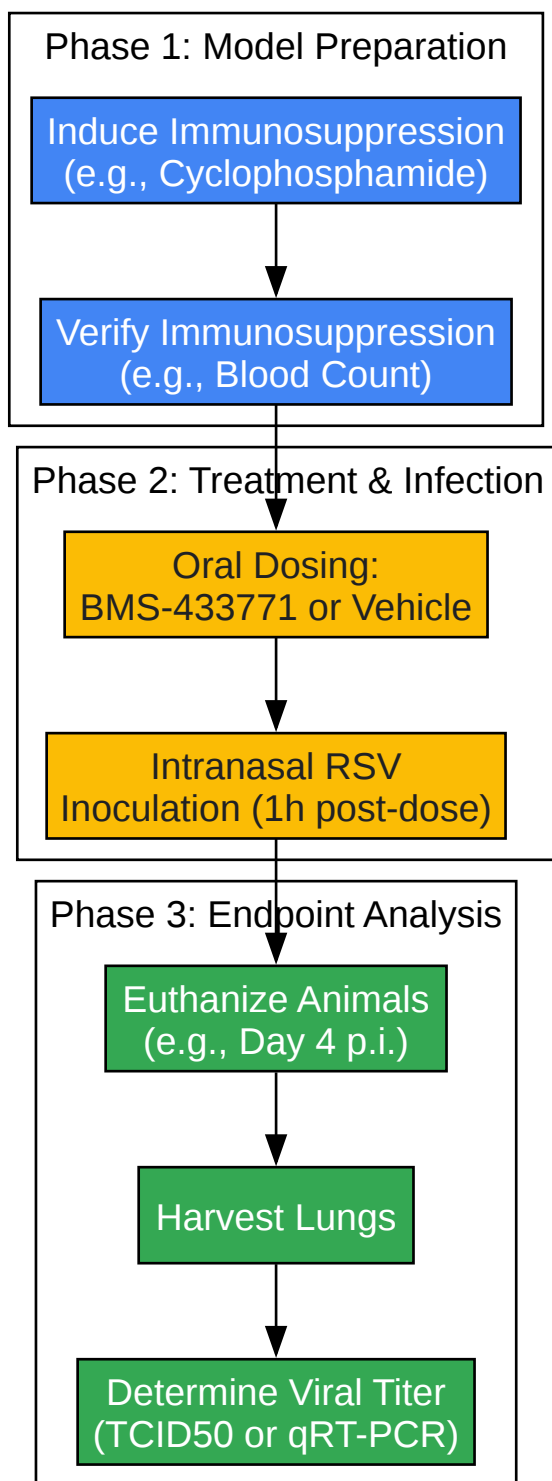 Phase 1: Model Preparation
Induce Immunosuppression
(e.g., Cyclophosphamide)
Verify Immunosuppression
(e.g., Blood Count)
Phase 2: Treatment & Infection
Oral Dosing:
BMS-433771 or Vehicle
Intranasal RSV
Inoculation (1h post-dose)
Phase 3: Endpoint Analysis
Euthanize Animals
(e.g., Day 4 p.i.)
Harvest Lungs
Determine Viral Titer
(TCID50 or qRT-PCR)